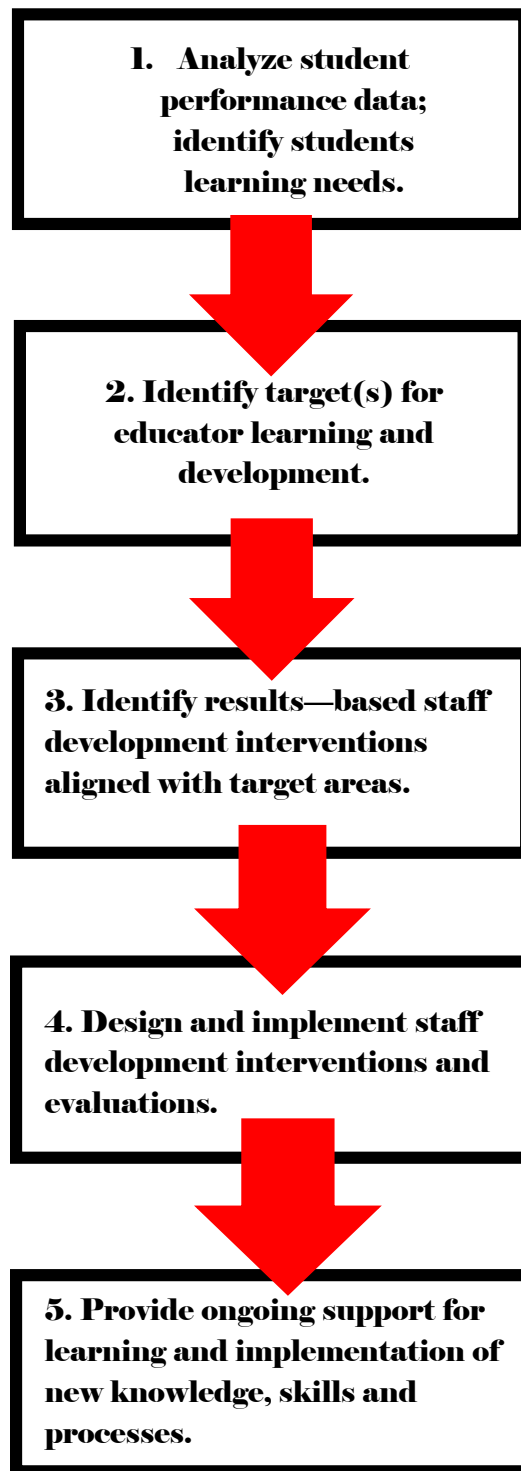 1. Analyze student
performance data;
identify students
learning needs.
2. Identify target(s) for
educator learning and
development.
3. Identify results—based staff
development interventions
aligned with target areas.
4. Design and implement staff
development interventions and
evaluations.
5. Provide ongoing support for
learning and implementation of
new knowledge, skills and
processes.